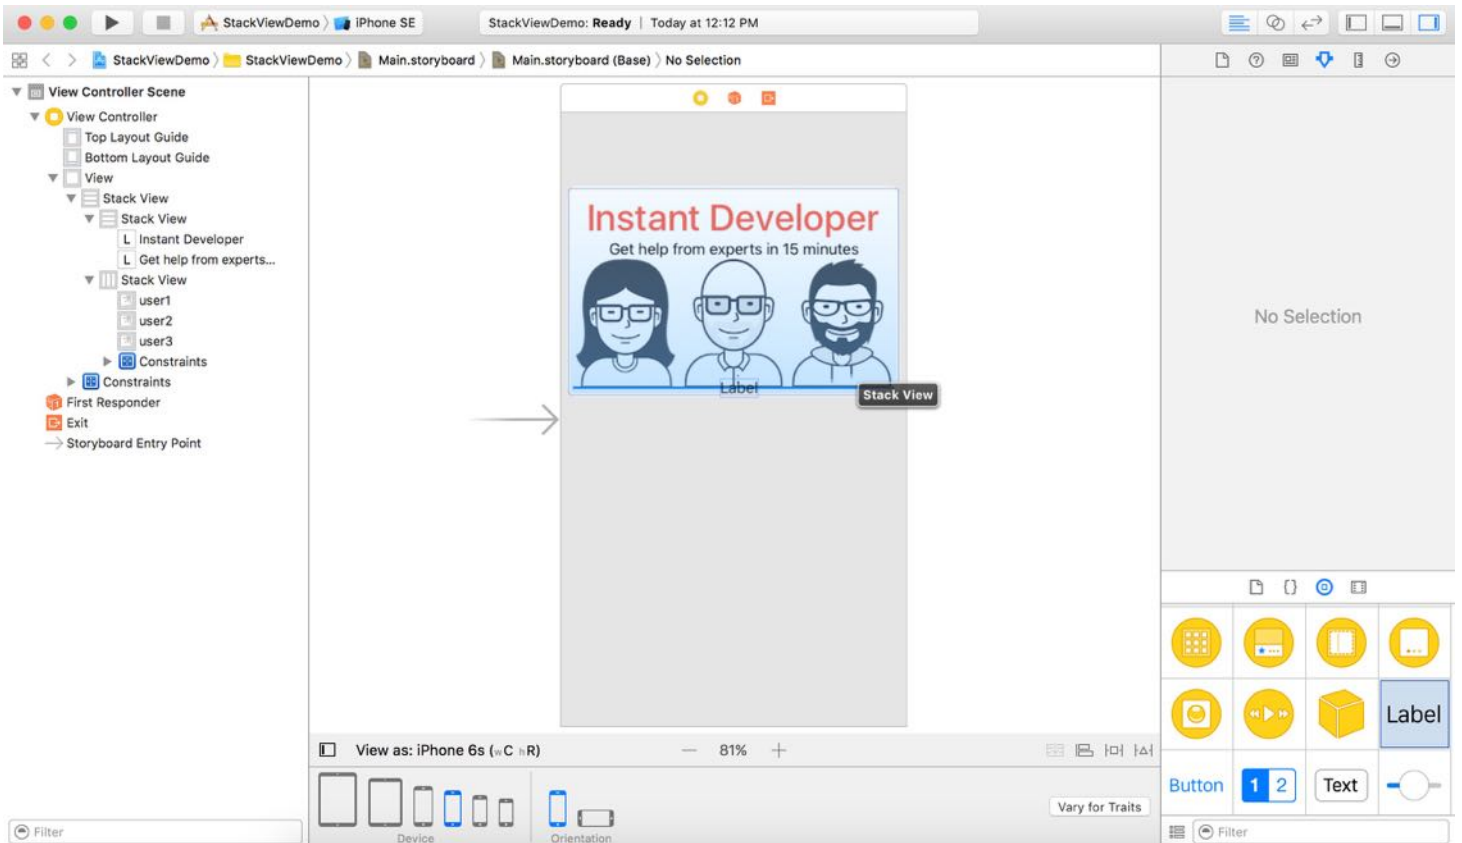 StackViewDemo 〉 iPhone SE
StackViewDemo: Ready | Today at 12:12 PM
StackViewDemo 〉 StackViewDemo 〉 Main.storyboard 〉 Main.storyboard (Base) 〉 No Selection
View Controller Scene
View Controller
Top Layout Guide
Bottom Layout Guide
View
Stack View
Stack View
L Instant Developer
L Get help from experts...
Stack View
user1
user2
user3
Constraints
Constraints
First Responder
Exit
Storyboard Entry Point
Filter
Instant Developer
Get help from experts in 15 minutes
Label
Stack View
View as: iPhone 6s (wC hR)
— 81% +
Device
Orientation
Vary for Traits
No Selection
{}
Label
Button
1 2
Text
Filter